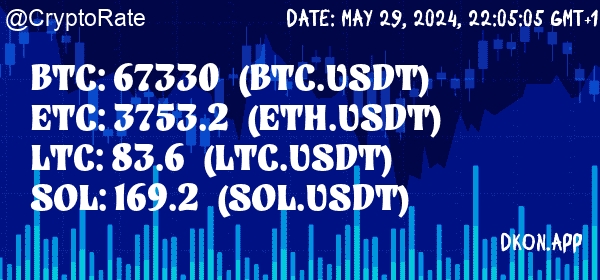 @CryptoRate
DATE: MAY 29, 2024, 22:05:05 GMT+1
BTC: 67330 (BTC.USDT)
ETC: 3753.2 (ETH.USDT)
LTC: 83.6 (LTC.USDT)
SOL: 169.2 (SOL.USDT)
DKON.APP